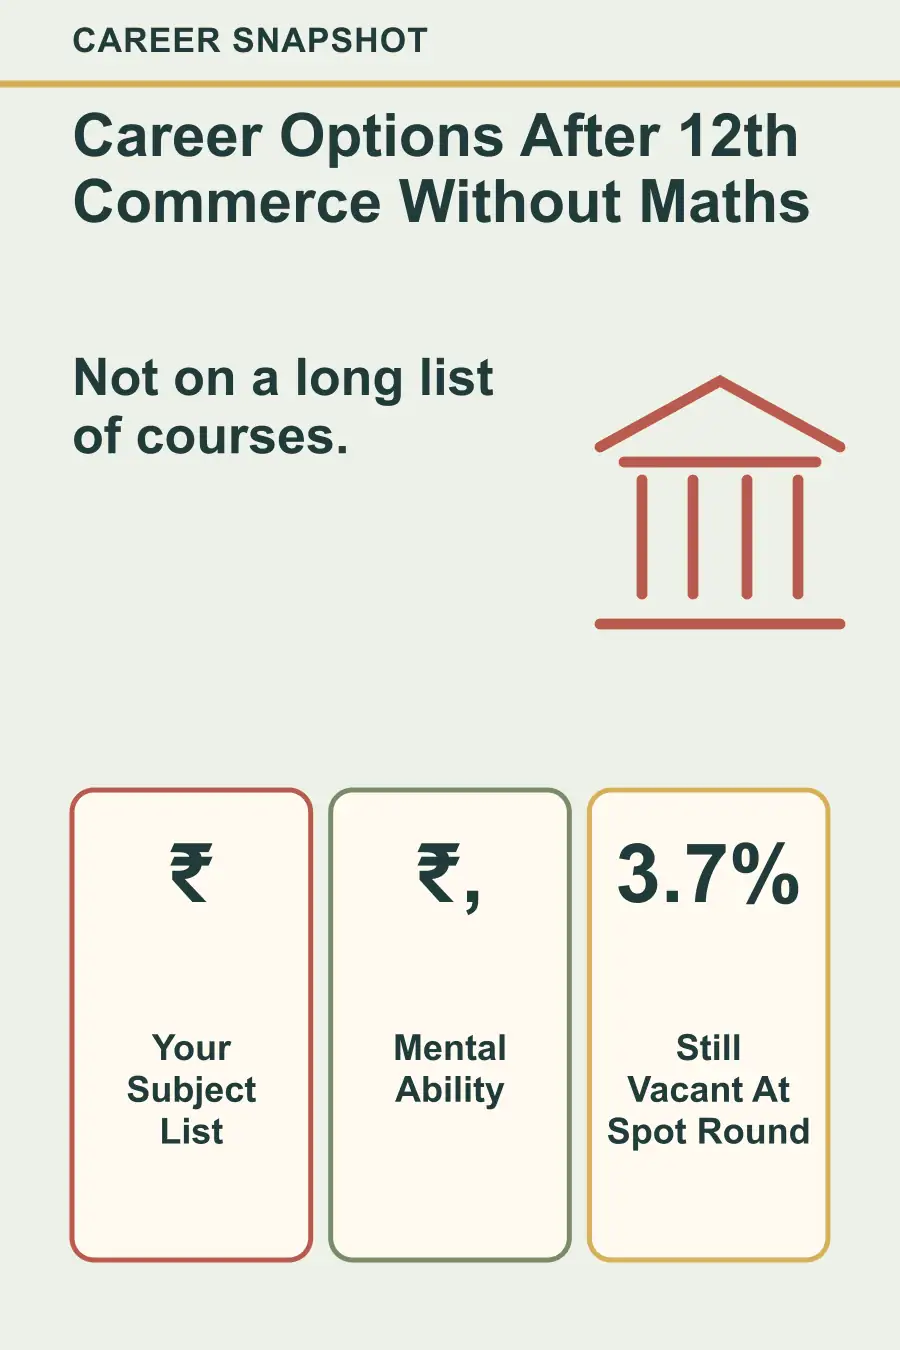 CAREER SNAPSHOT
Career Options After 12th
Commerce Without Maths
Not on a long list
of courses.
₹
Your
Subject
List
₹,
Mental
Ability
3.7%
Still
Vacant At
Spot Round